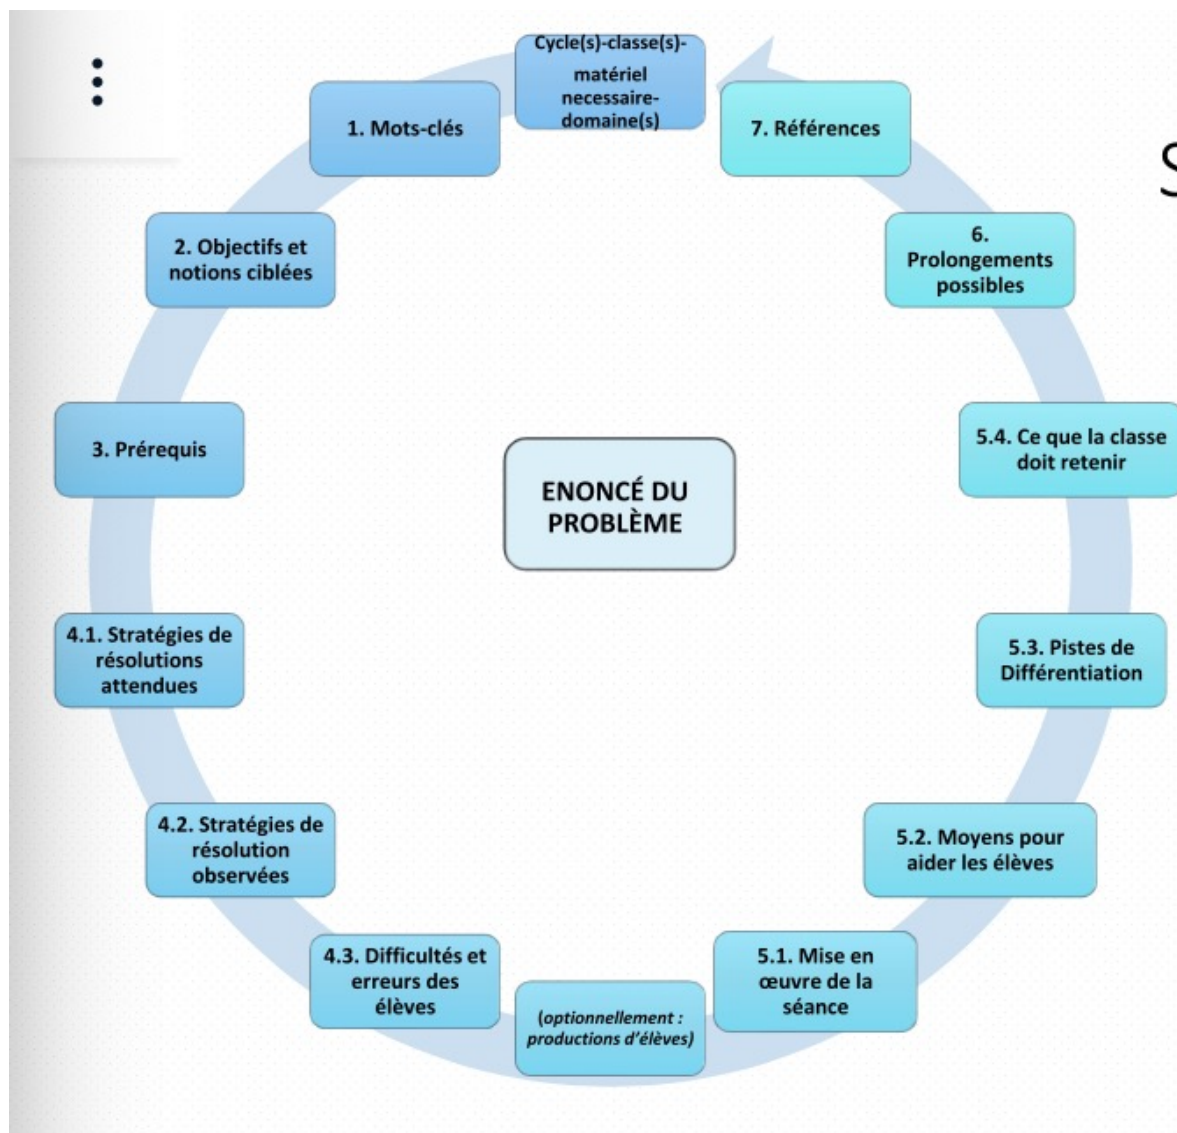 Cycle(s)-classe(s)-
matériel
necessaire-
domaine(s)
1. Mots-clés
2. Objectifs et
notions ciblées
3. Prérequis
4.1. Stratégies de
résolutions
attendues
4.2. Stratégies de
résolution
observées
4.3. Difficultés et
erreurs des
élèves
(optionnellement :
productions d’élèves)
5.1. Mise en
œuvre de la
séance
5.2. Moyens pour
aider les élèves
5.3. Pistes de
Différentiation
5.4. Ce que la classe
doit retenir
6.
Prolongements
possibles
7. Références
ENONCÉ DU
PROBLÈME
S